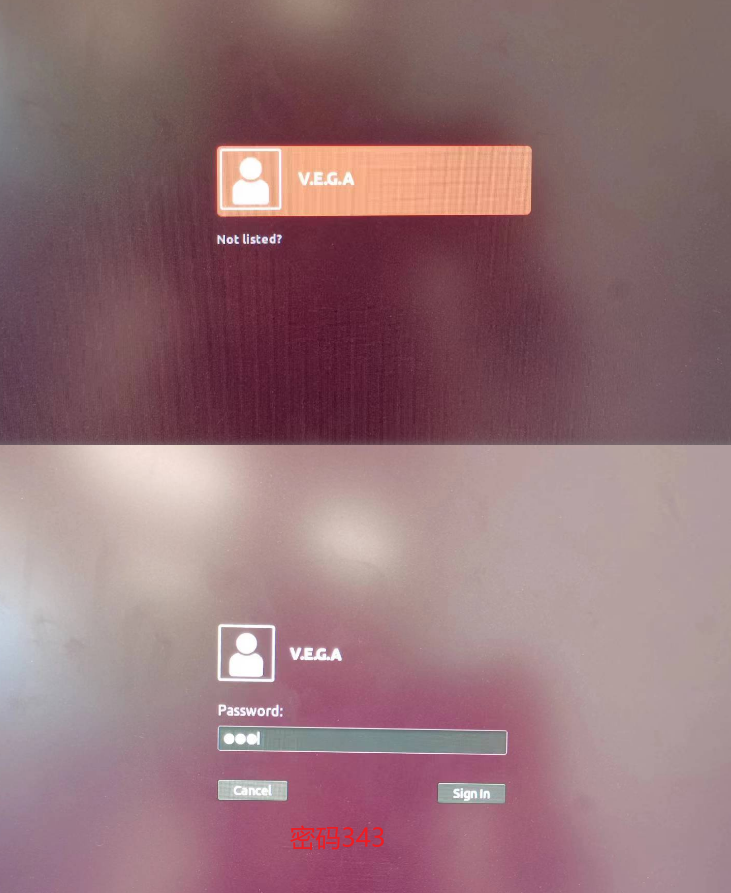 V.E.G.A
Not listed?
V.E.G.A
Password:
Cancel
Sign In
密码343